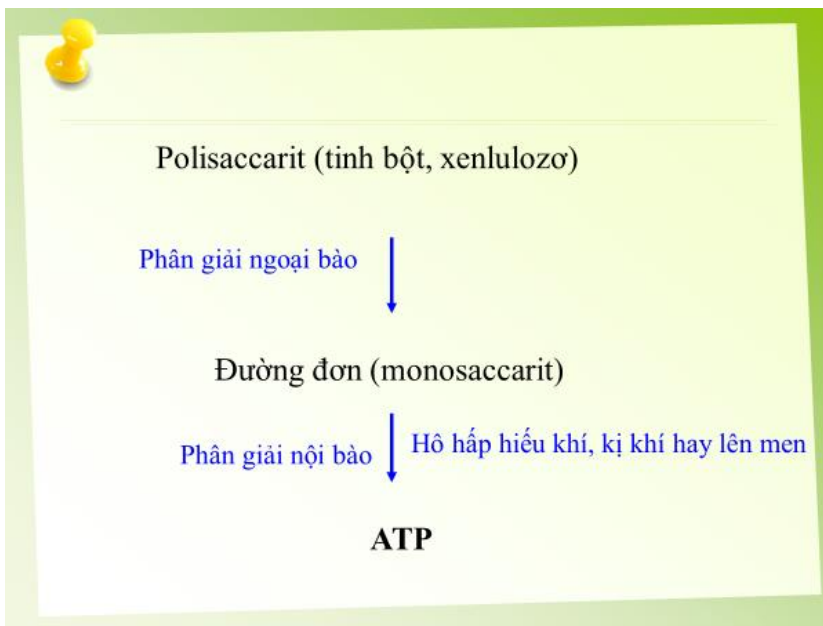 Polisaccarit (tinh bột, xenlulozơ)
Phân giải ngoại bào
Đường đơn (monosaccarit)
Phân giải nội bào
Hô hấp hiếu khí, kị khí hay lên men
ATP